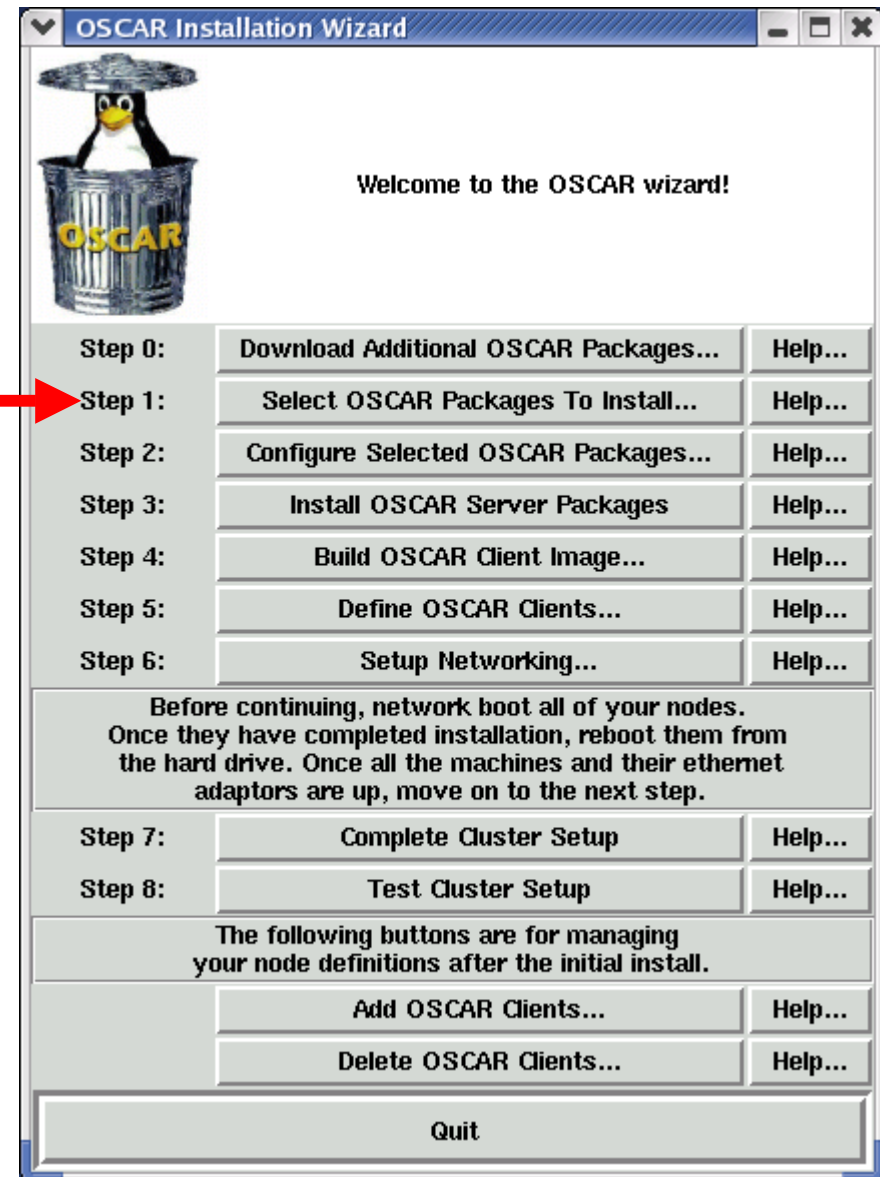 OSCAR Installation Wizard
OSCAR
Welcome to the OSCAR wizard!
Step 0: Download Additional OSCAR Packages... Help...
Step 1: Select OSCAR Packages To Install... Help...
Step 2: Configure Selected OSCAR Packages... Help...
Step 3: Install OSCAR Server Packages Help...
Step 4: Build OSCAR Client Image... Help...
Step 5: Define OSCAR Clients... Help...
Step 6: Setup Networking... Help...
Before continuing, network boot all of your nodes.
Once they have completed installation, reboot them from
the hard drive. Once all the machines and their ethernet
adaptors are up, move on to the next step.
Step 7: Complete Cluster Setup Help...
Step 8: Test Cluster Setup Help...
The following buttons are for managing
your node definitions after the initial install.
Add OSCAR Clients... Help...
Delete OSCAR Clients... Help...
Quit